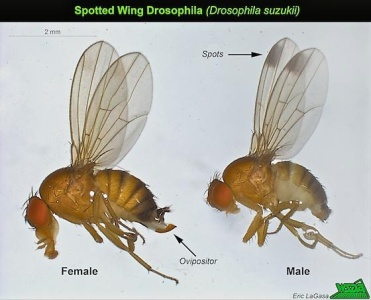 Spotted Wing Drosophila (Drosophila suzukii)
2 mm
Spots
Ovipositor
Female
Male
Eric LaGasa